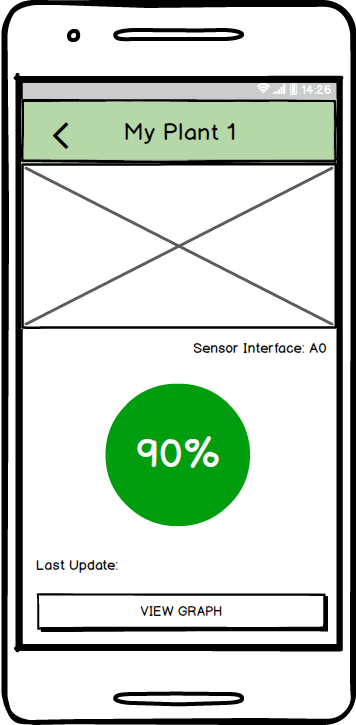 14:26
My Plant 1
Sensor Interface: A0
90%
Last Update:
VIEW GRAPH